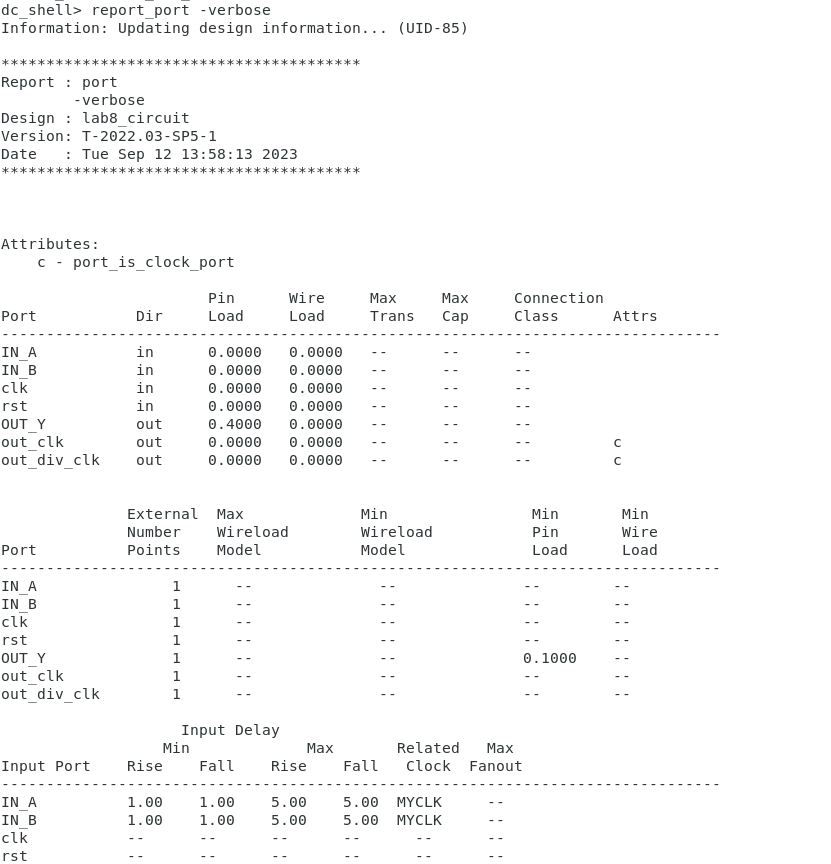 dc_shell> report_port -verbose
Information: Updating design information... (UID-85)
****************************************
Report : port
        -verbose
Design : lab8_circuit
Version: T-2022.03-SP5-1
Date   : Tue Sep 12 13:58:13 2023
****************************************
Attributes:
    c - port_is_clock_port
                       Pin      Wire     Max     Max     Connection
Port           Dir     Load     Load     Trans   Cap     Class      Attrs
--------------------------------------------------------------------------------
IN_A           in      0.0000   0.0000   --      --      --
IN_B           in      0.0000   0.0000   --      --      --
clk            in      0.0000   0.0000   --      --      --
rst            in      0.0000   0.0000   --      --      --
OUT_Y          out     0.4000   0.0000   --      --      --
out_clk        out     0.0000   0.0000   --      --      --         c
out_div_clk    out     0.0000   0.0000   --      --      --         c
              External  Max             Min                Min       Min
              Number    Wireload        Wireload           Pin       Wire
Port          Points    Model           Model              Load      Load
--------------------------------------------------------------------------------
IN_A               1      --              --              --        --
IN_B               1      --              --              --        --
clk                1      --              --              --        --
rst                1      --              --              --        --
OUT_Y              1      --              --              0.1000    --
out_clk            1      --              --              --        --
out_div_clk        1      --              --              --        --
                    Input Delay
                  Min             Max       Related   Max
Input Port    Rise    Fall    Rise    Fall   Clock  Fanout
--------------------------------------------------------------------------------
IN_A          1.00    1.00    5.00    5.00  MYCLK     --
IN_B          1.00    1.00    5.00    5.00  MYCLK     --
clk           --      --      --      --      --      --
rst           --      --      --      --      --      --